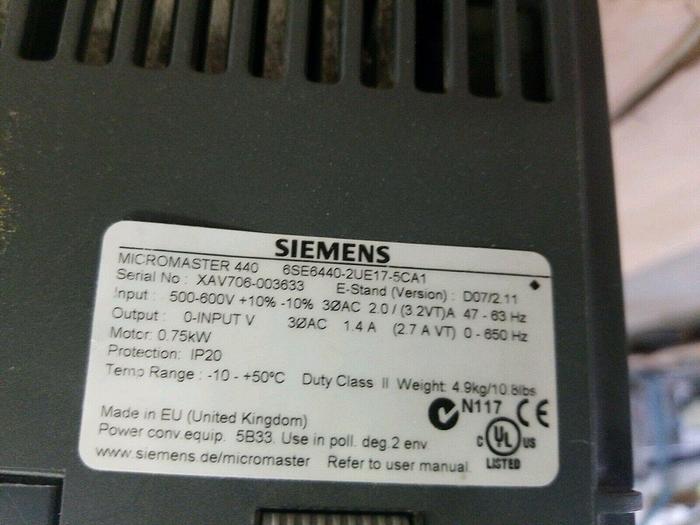 SIEMENS
MICROMASTER 440 6SE6440-2UE17-5CA1
Serial No : XAV706-003633 E-Stand (Version) : D07/2.11
Input : 500-600V +10% -10% 3ØAC 2.0 / (3.2VT)A 47 - 63 Hz
Output : 0-INPUT V 3ØAC 1.4 A (2.7 A VT) 0 - 650 Hz
Motor: 0.75kW
Protection: IP20
Temp Range : -10 - +50ºC Duty Class II Weight: 4.9kg/10.8lbs
N117 CE
Made in EU (United Kingdom)
Power conv.equip. 5B33. Use in poll. deg.2 env.
C UL US
www.siemens.de/micromaster Refer to user manual.
LISTED